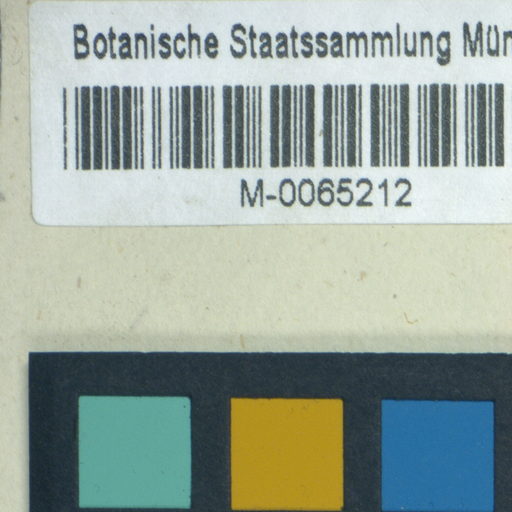 Botanische Staatssammlung Mün
M-0065212